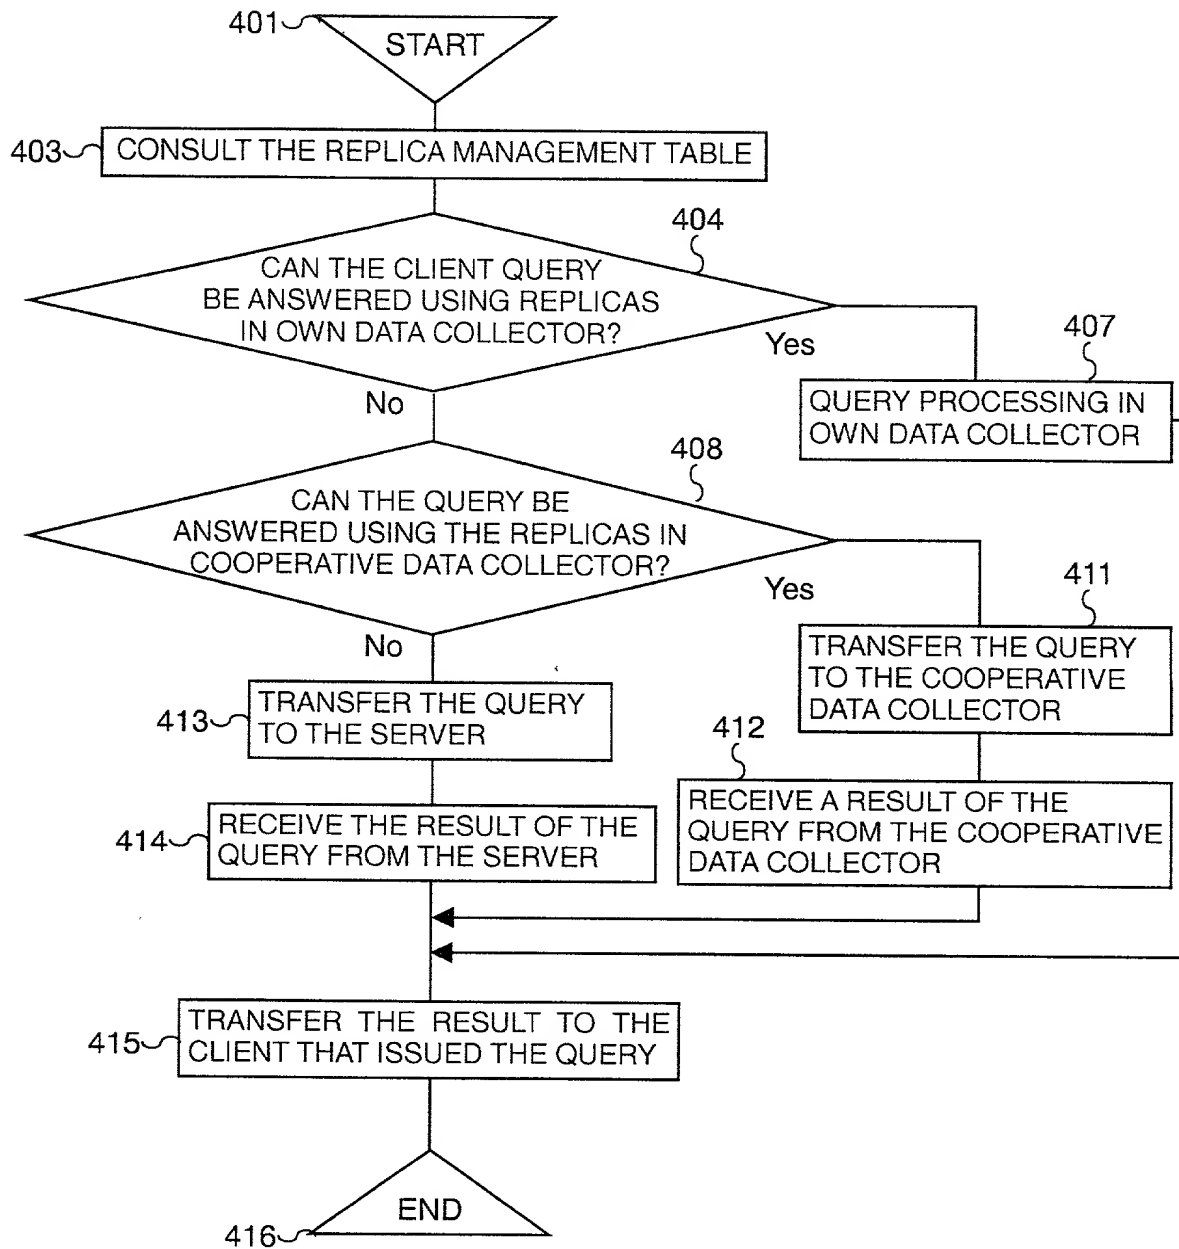 401
START
403
CONSULT THE REPLICA MANAGEMENT TABLE
404
CAN THE CLIENT QUERY
BE ANSWERED USING REPLICAS
IN OWN DATA COLLECTOR?
Yes
No
407
QUERY PROCESSING IN
OWN DATA COLLECTOR
408
CAN THE QUERY BE
ANSWERED USING THE REPLICAS IN
COOPERATIVE DATA COLLECTOR?
Yes
No
411
TRANSFER THE QUERY
TO THE COOPERATIVE
DATA COLLECTOR
413
TRANSFER THE QUERY
TO THE SERVER
412
RECEIVE A RESULT OF THE
QUERY FROM THE COOPERATIVE
DATA COLLECTOR
414
RECEIVE THE RESULT OF THE
QUERY FROM THE SERVER
415
TRANSFER THE RESULT TO THE
CLIENT THAT ISSUED THE QUERY
END
416